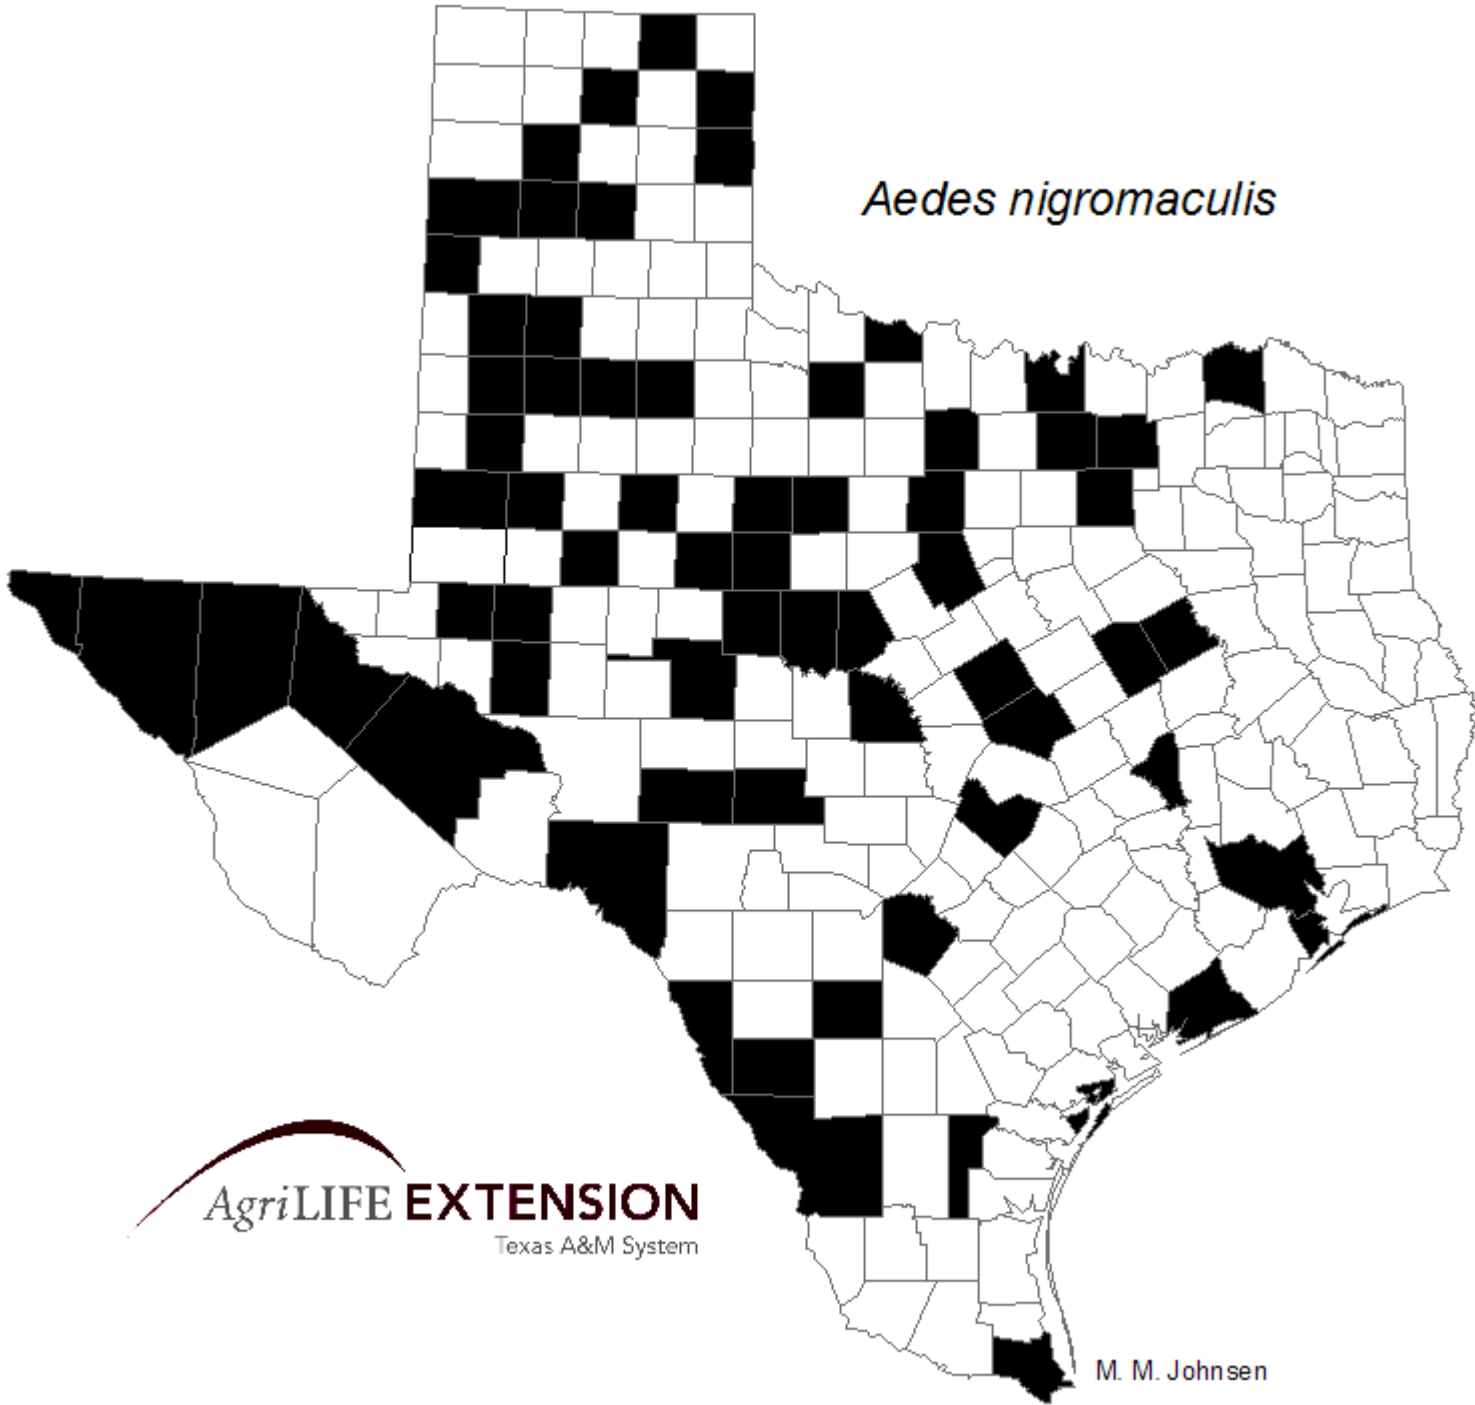 Aedes nigromaculis
AgriLIFE EXTENSION
Texas A&M System
M. M. Johnsen